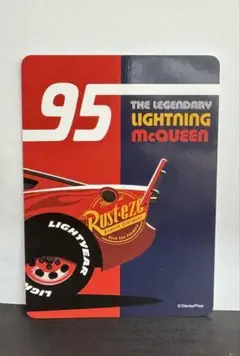 95
THE LEGENDARY
LIGHTNING
McQUEEN
Rust-eze
LIGHTYEAR
©Disney/Pixar